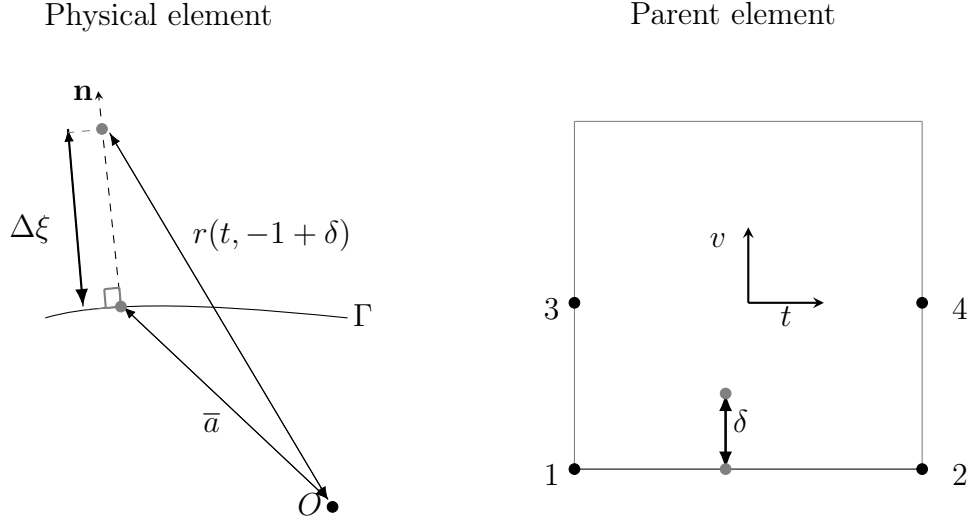 Physical element
Parent element
n
Δξ
r(t, −1 + δ)
Γ
a̅
O
v
t
3
4
δ
1
2